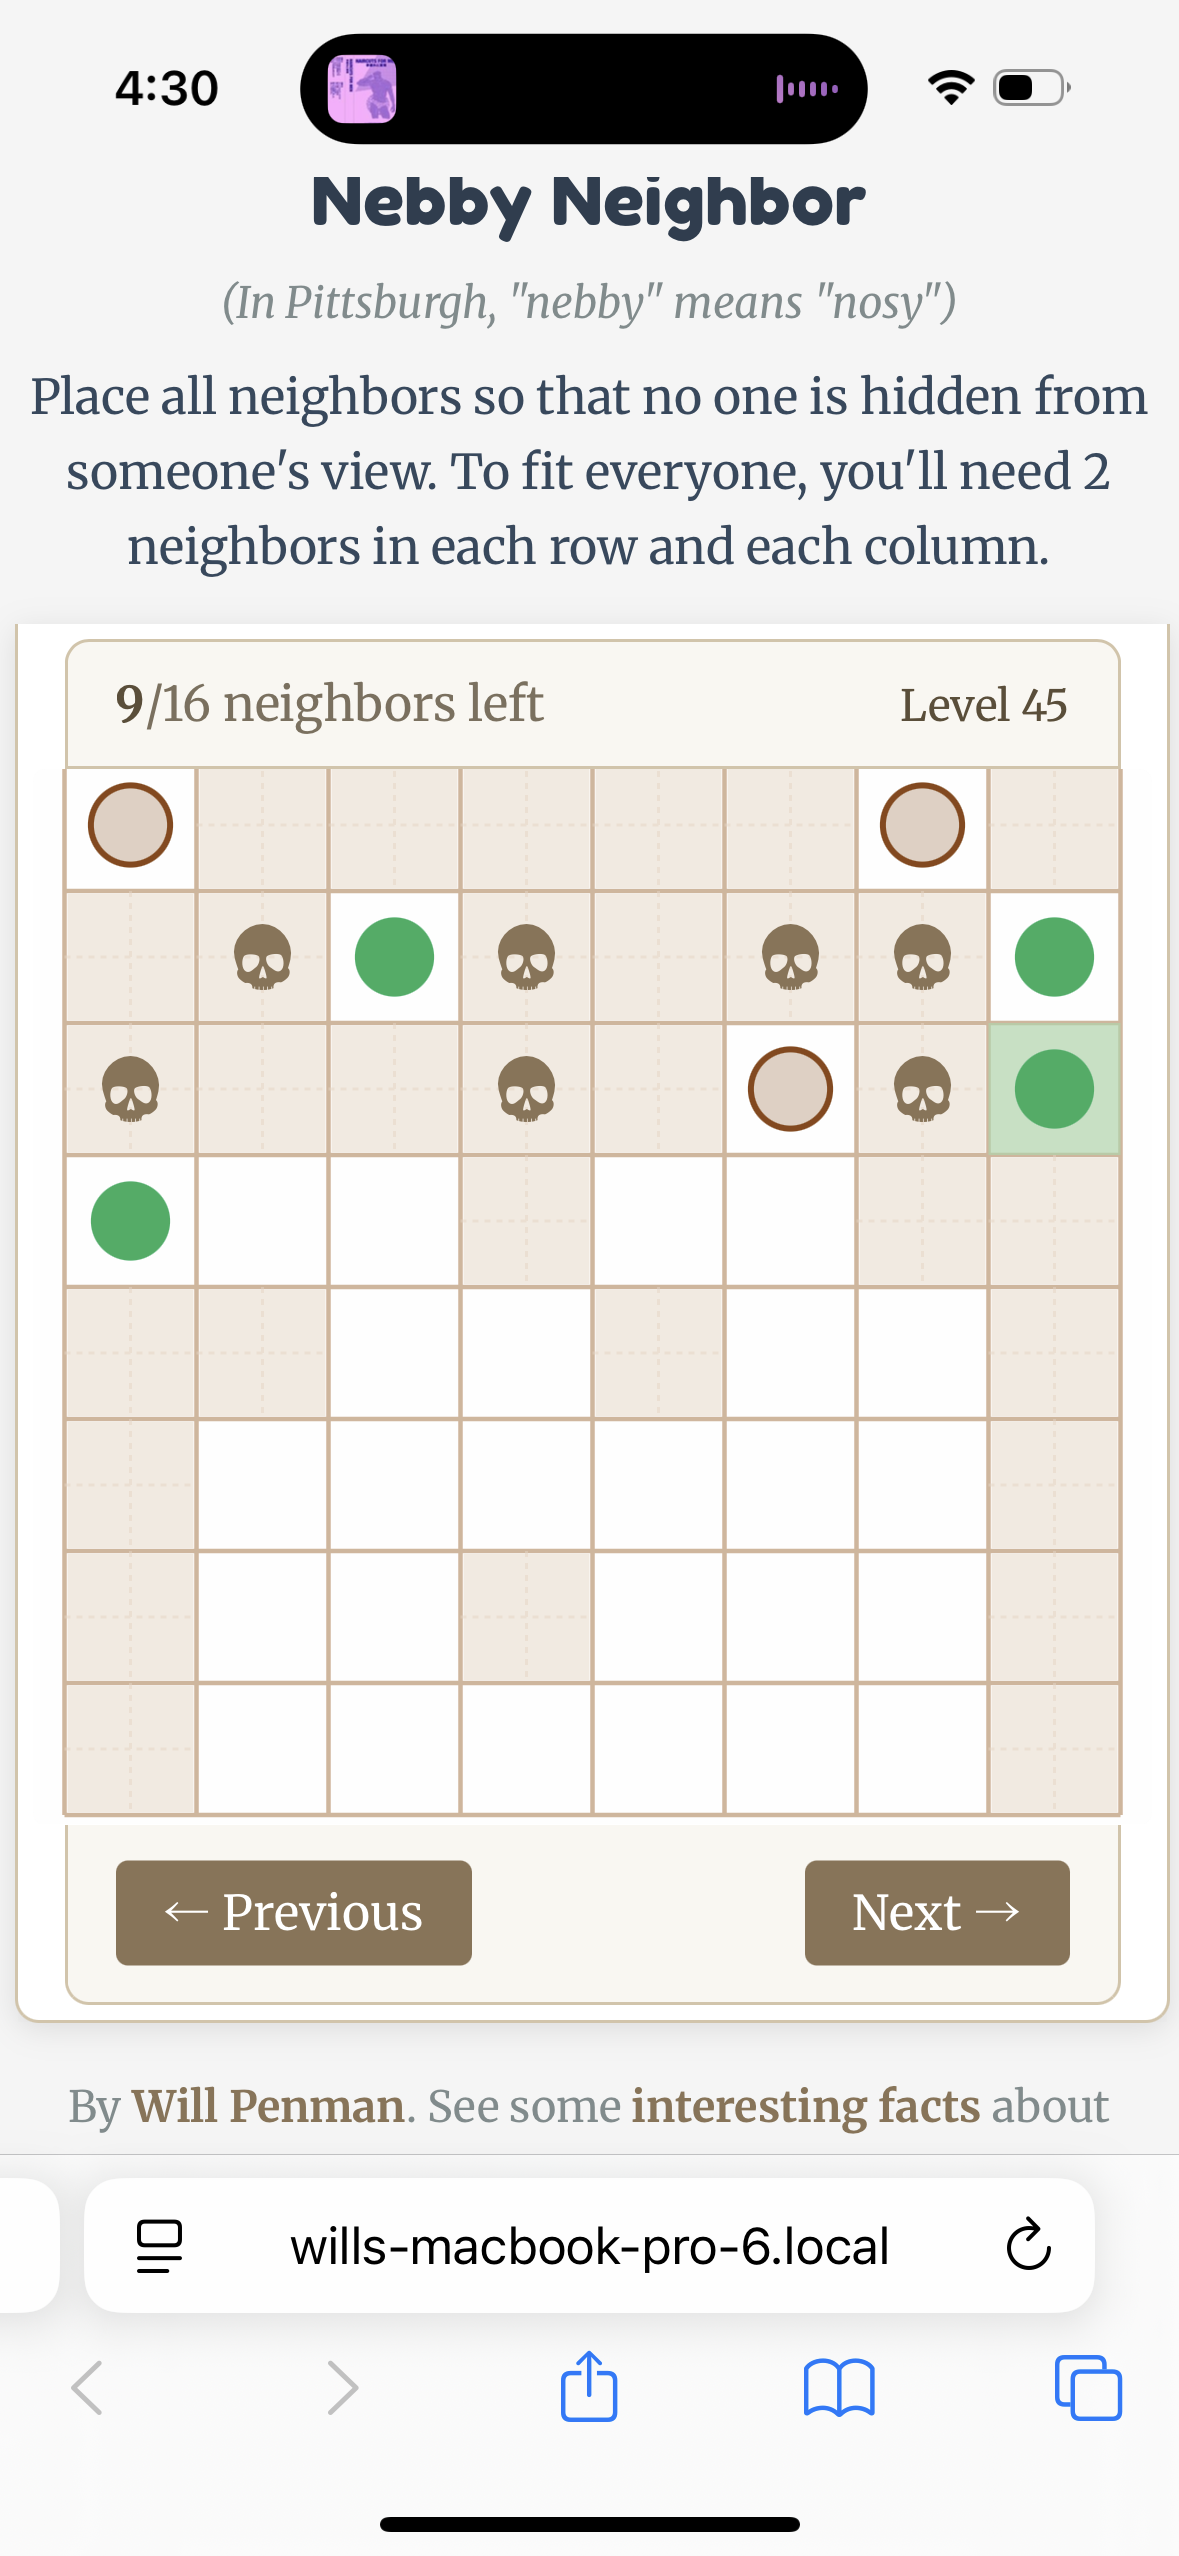 4:30
Nebby Neighbor
(In Pittsburgh, "nebby" means "nosy")
Place all neighbors so that no one is hidden from
someone's view. To fit everyone, you'll need 2
neighbors in each row and each column.
9/16 neighbors left
Level 45
← Previous
Next →
By Will Penman. See some interesting facts about
wills-macbook-pro-6.local